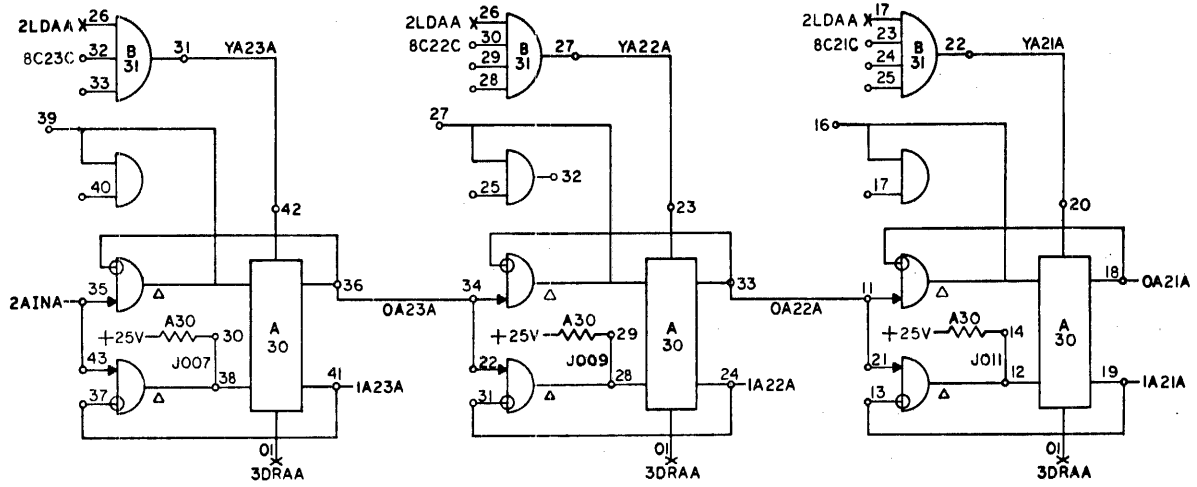 2LDAA 26
8C23C 32
33
B
31
31
YA23A
39
40
42
35
2AINA
36
0A23A
+25V A30 30
J007
43
37
38
A
30
41
1A23A
01
3DRAA
2LDAA 26
8C22C 30
29
28
B
31
27
YA22A
27
25
32
23
34
33
0A22A
+25V A30 29
J009
22
31
28
A
30
24
1A22A
01
3DRAA
2LDAA 17
8C21C 23
24
25
B
31
22
YA21A
16
17
20
11
18
0A21A
+25V A30 14
J011
21
13
12
A
30
19
1A21A
01
3DRAA